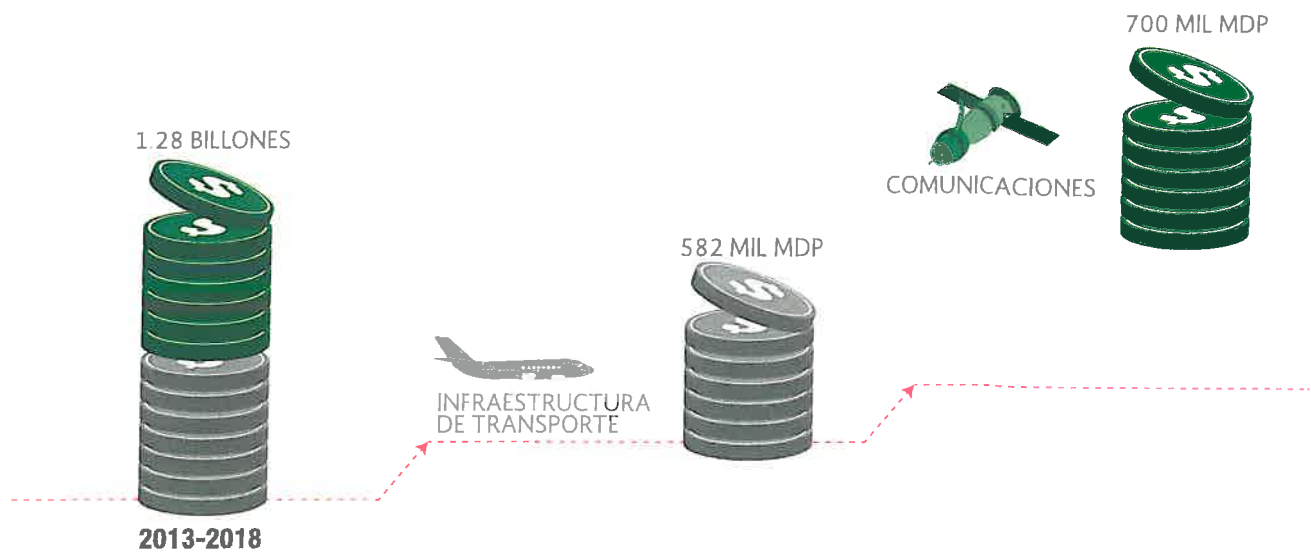 1.28 BILLONES
2013-2018
INFRAESTRUCTURA
DE TRANSPORTE
582 MIL MDP
COMUNICACIONES
700 MIL MDP